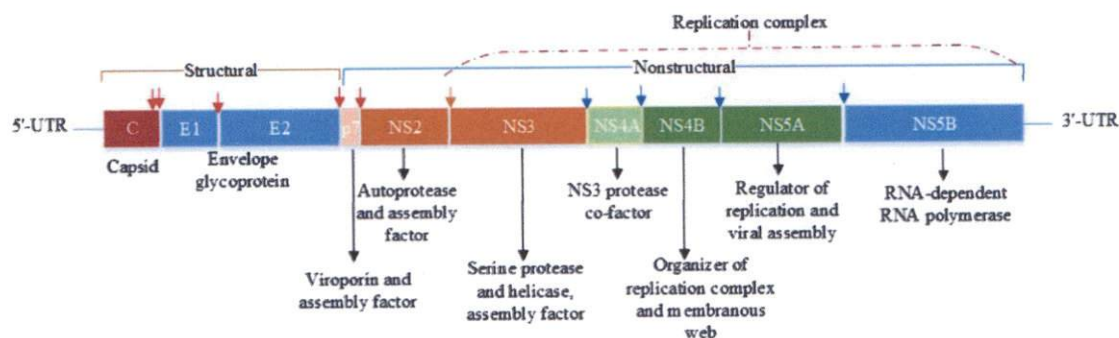 Replication complex
Structural
Nonstructural
5'-UTR
C
E1
E2
p7
NS2
NS3
NS4A
NS4B
NS5A
NS5B
3'-UTR
Capsid
Envelope
glycoprotein
Autoprotease
and assembly
factor
NS3 protease
co-factor
Regulator of
replication and
viral assembly
RNA-dependent
RNA polymerase
Viroporin and
assembly factor
Serine protease
and helicase,
assembly factor
Organizer of
replication complex
and membranous
web